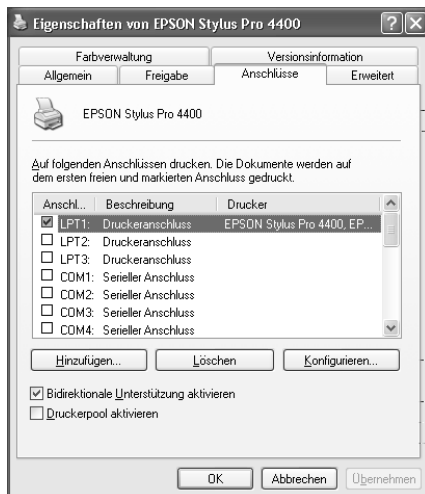 Eigenschaften von EPSON Stylus Pro 4400
Farbverwaltung Versionsinformation
Allgemein Freigabe Anschlüsse Erweitert
EPSON Stylus Pro 4400
Auf folgenden Anschlüssen drucken. Die Dokumente werden auf
dem ersten freien und markierten Anschluss gedruckt.
Anschl... Beschreibung Drucker
LPT1: Druckeranschluss EPSON Stylus Pro 4400, EP...
LPT2: Druckeranschluss
LPT3: Druckeranschluss
COM1: Serieller Anschluss
COM2: Serieller Anschluss
COM3: Serieller Anschluss
COM4: Serieller Anschluss
Hinzufügen... Löschen Konfigurieren...
Bidirektionale Unterstützung aktivieren
Druckerpool aktivieren
OK Abbrechen Übernehmen